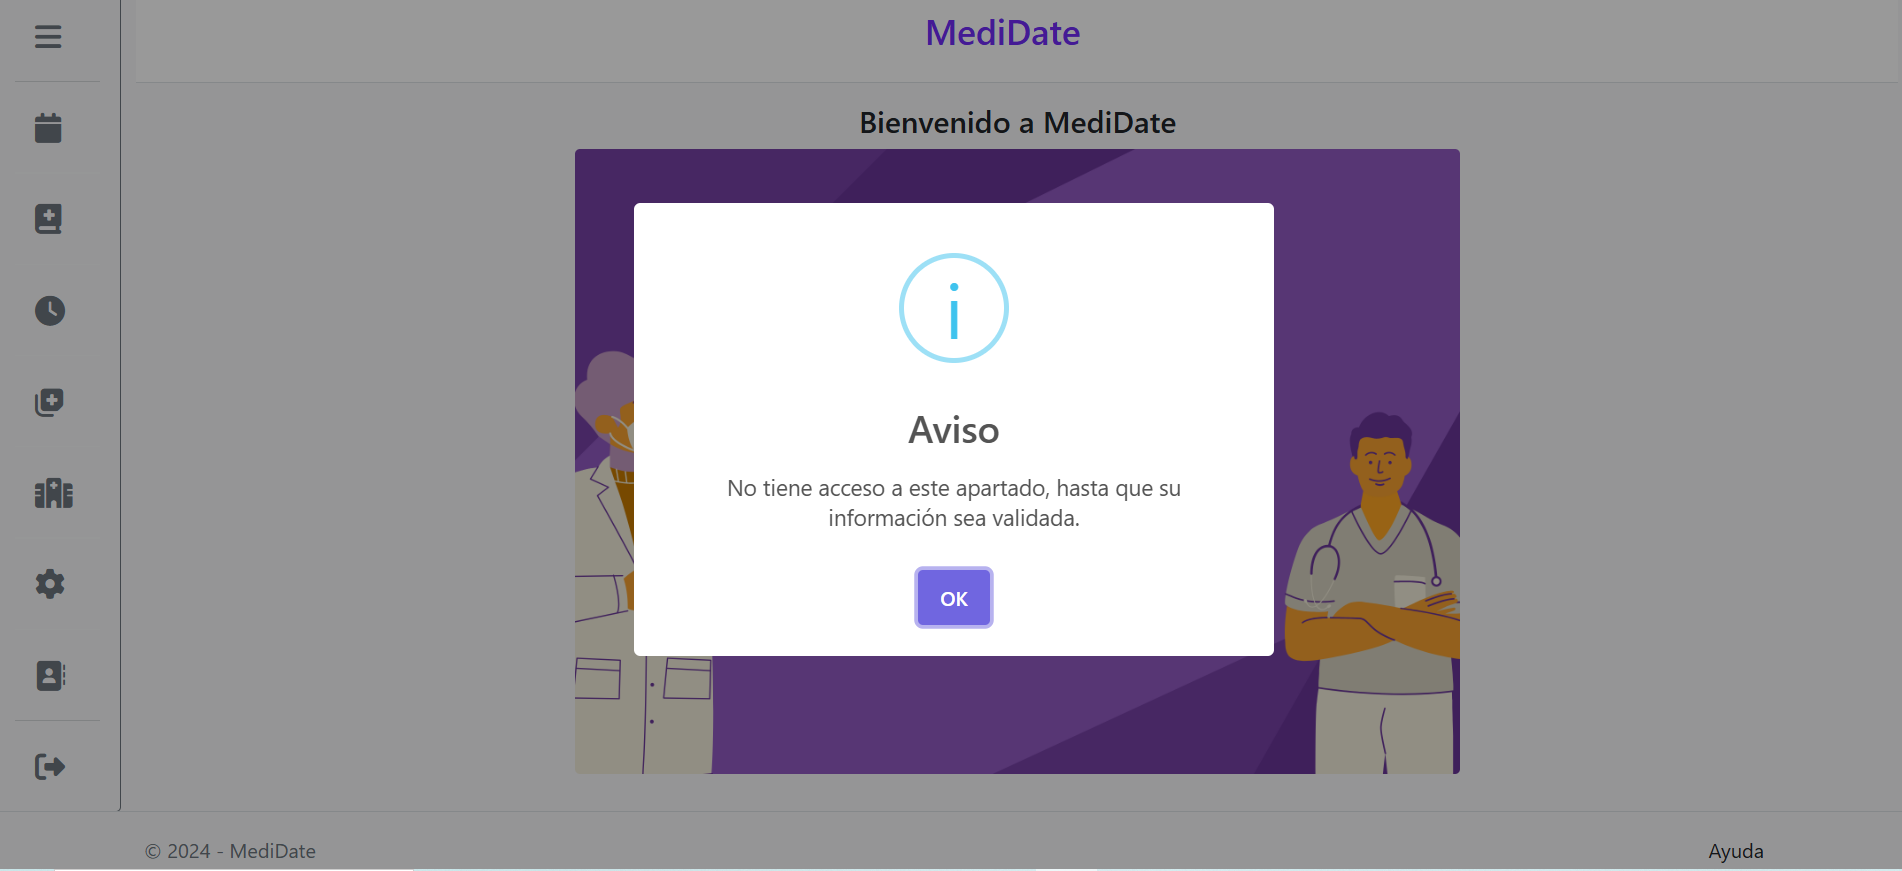 MediDate
Bienvenido a MediDate
Aviso
No tiene acceso a este apartado, hasta que su
información sea validada.
OK
© 2024 - MediDate
Ayuda